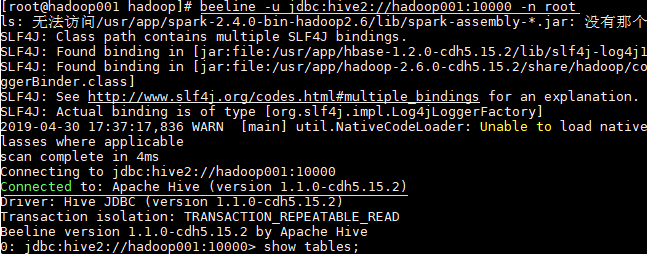 [root@hadoop001 hadoop]# beeline -u jdbc:hive2://hadoop001:10000 -n root
ls: 无法访问/usr/app/spark-2.4.0-bin-hadoop2.6/lib/spark-assembly-*.jar: 没有那个
SLF4J: Class path contains multiple SLF4J bindings.
SLF4J: Found binding in [jar:file:/usr/app/hbase-1.2.0-cdh5.15.2/lib/slf4j-log4j1
SLF4J: Found binding in [jar:file:/usr/app/hadoop-2.6.0-cdh5.15.2/share/hadoop/co
ggerBinder.class]
SLF4J: See http://www.slf4j.org/codes.html#multiple_bindings for an explanation.
SLF4J: Actual binding is of type [org.slf4j.impl.Log4jLoggerFactory]
2019-04-30 17:37:17,836 WARN  [main] util.NativeCodeLoader: Unable to load native
lasses where applicable
scan complete in 4ms
Connecting to jdbc:hive2://hadoop001:10000
Connected to: Apache Hive (version 1.1.0-cdh5.15.2)
Driver: Hive JDBC (version 1.1.0-cdh5.15.2)
Transaction isolation: TRANSACTION_REPEATABLE_READ
Beeline version 1.1.0-cdh5.15.2 by Apache Hive
0: jdbc:hive2://hadoop001:10000> show tables;